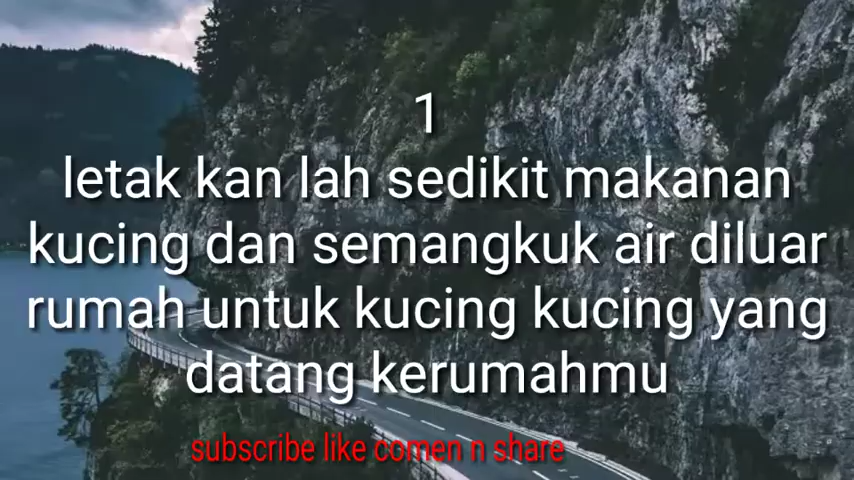 1
letak kan lah sedikit makanan
kucing dan semangkuk air diluar
rumah untuk kucing kucing yang
datang kerumahmu
subscribe like comen n share